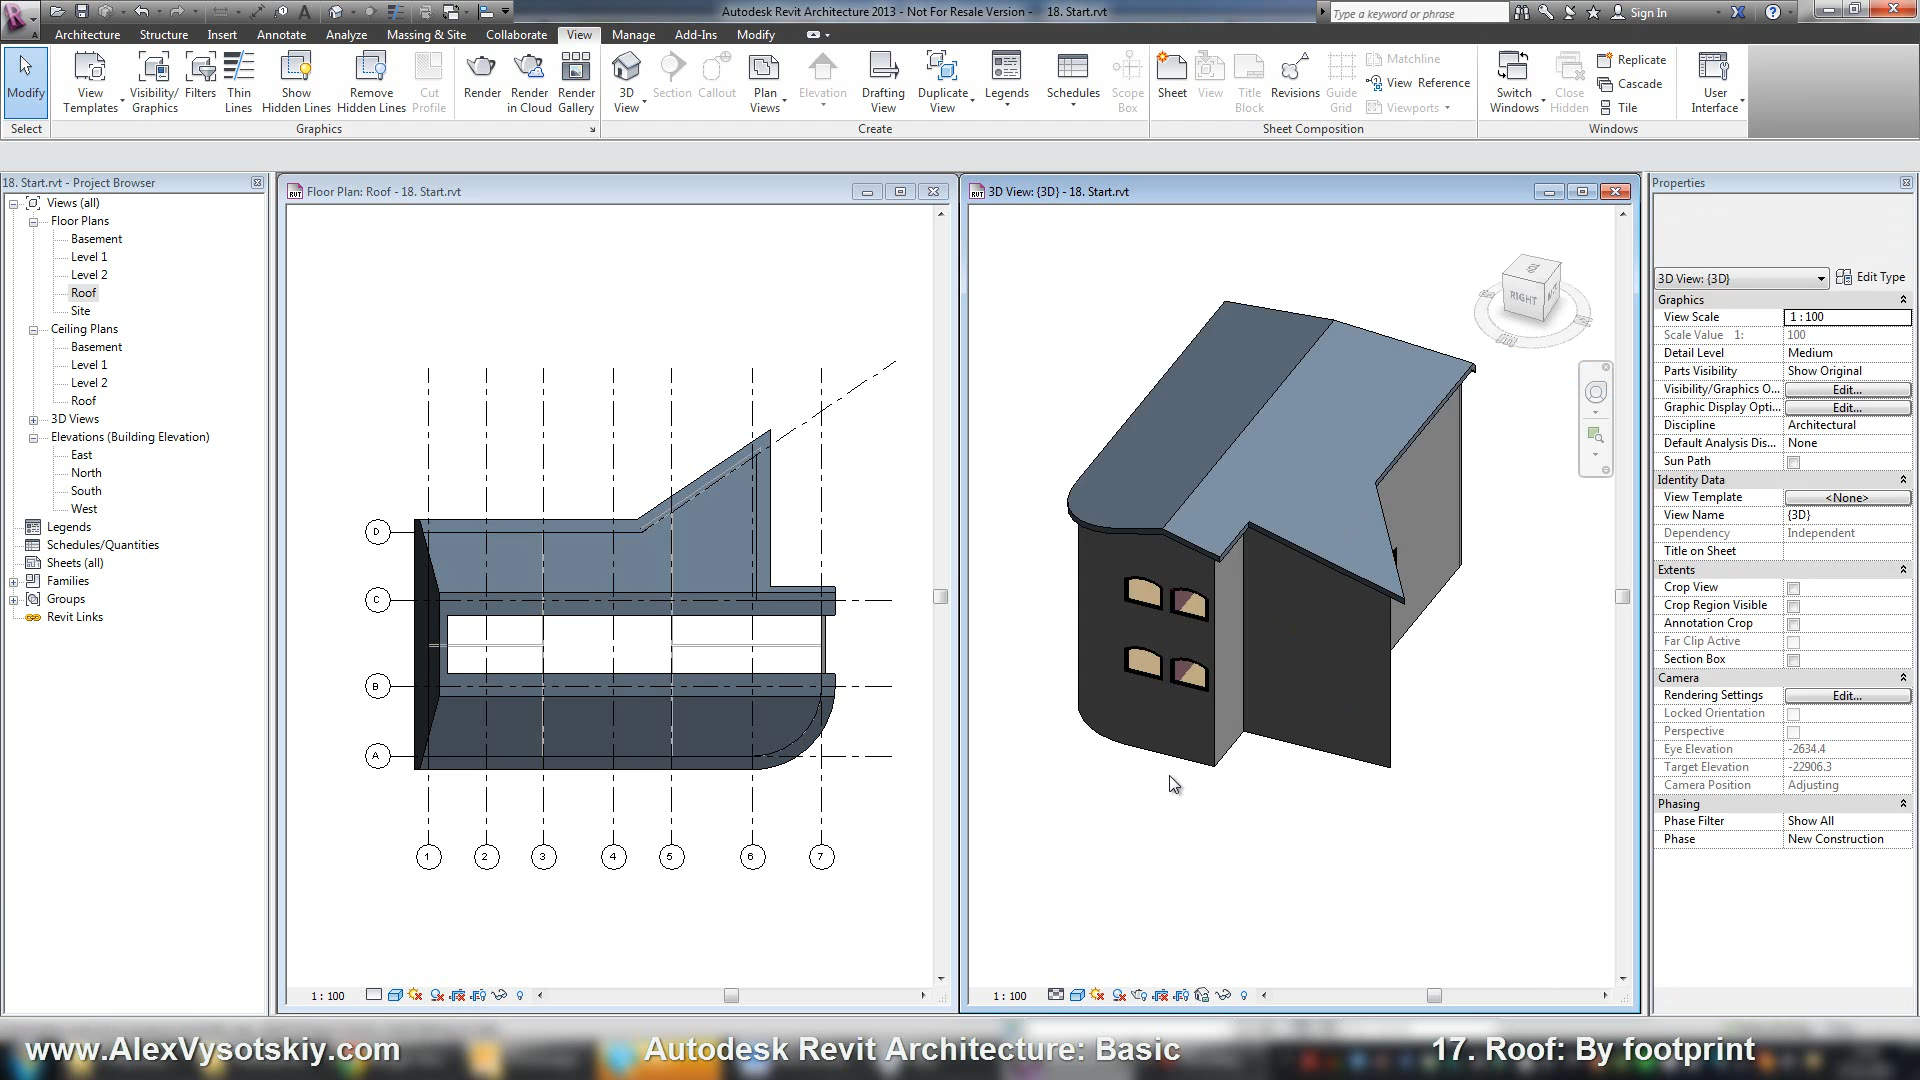 Autodesk Revit Architecture 2013 - Not For Resale Version - 18. Start.rvt
Type a keyword or phrase
Sign In
Architecture Structure Insert Annotate Analyze Massing & Site Collaborate View Manage Add-Ins Modify
Modify
View Templates
Visibility/ Graphics
Filters
Thin Lines
Show Hidden Lines
Remove Hidden Lines
Cut Profile
Render
Render in Cloud
Render Gallery
3D View
Section
Callout
Plan Views
Elevation
Drafting View
Duplicate View
Legends
Schedules
Scope Box
Sheet
View
Title Block
Revisions
Guide Grid
Matchline
View Reference
Viewports
Switch Windows
Close Hidden
Replicate
Cascade
Tile
User Interface
Select
Graphics
Create
Sheet Composition
Windows
18. Start.rvt - Project Browser
Views (all)
Floor Plans
Basement
Level 1
Level 2
Roof
Site
Ceiling Plans
Basement
Level 1
Level 2
Roof
3D Views
Elevations (Building Elevation)
East
North
South
West
Legends
Schedules/Quantities
Sheets (all)
Families
Groups
Revit Links
Floor Plan: Roof - 18. Start.rvt
D
C
B
A
1 2 3 4 5 6 7
1 : 100
3D View: {3D} - 18. Start.rvt
RIGHT
1 : 100
Properties
3D View: {3D}
Edit Type
Graphics
View Scale 1 : 100
Scale Value 1: 100
Detail Level Medium
Parts Visibility Show Original
Visibility/Graphics O... Edit...
Graphic Display Opti... Edit...
Discipline Architectural
Default Analysis Dis... None
Sun Path
Identity Data
View Template <None>
View Name {3D}
Dependency Independent
Title on Sheet
Extents
Crop View
Crop Region Visible
Annotation Crop
Far Clip Active
Section Box
Camera
Rendering Settings Edit...
Locked Orientation
Perspective
Eye Elevation -2634.4
Target Elevation -22906.3
Camera Position Adjusting
Phasing
Phase Filter Show All
Phase New Construction
www.AlexVysotskiy.com
Autodesk Revit Architecture: Basic
17. Roof: By footprint